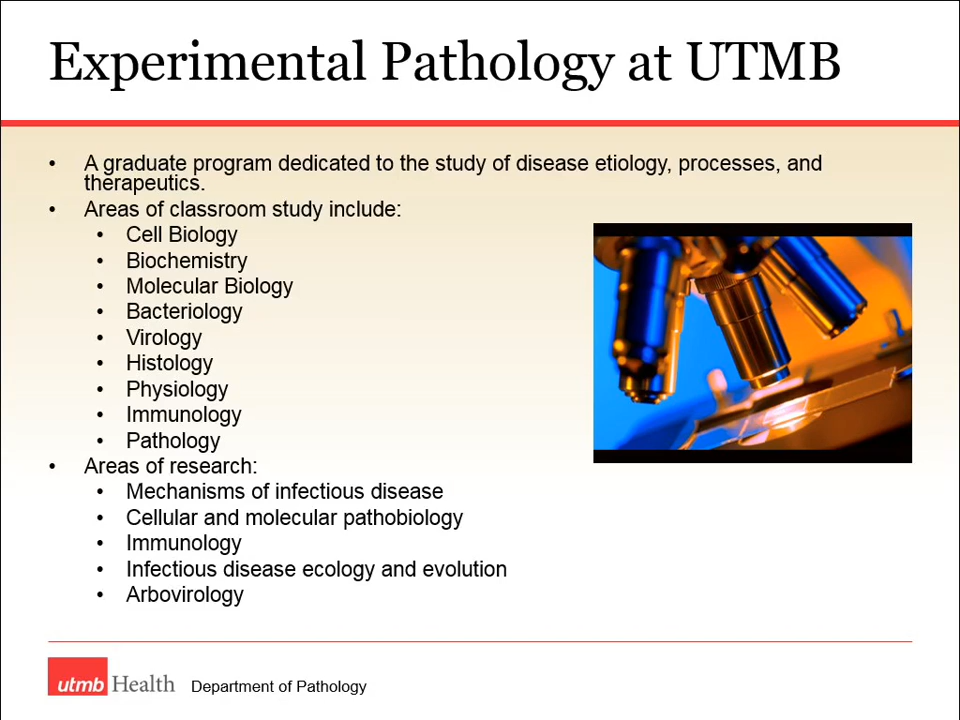 Experimental Pathology at UTMB
• A graduate program dedicated to the study of disease etiology, processes, and
therapeutics.
• Areas of classroom study include:
• Cell Biology
• Biochemistry
• Molecular Biology
• Bacteriology
• Virology
• Histology
• Physiology
• Immunology
• Pathology
• Areas of research:
• Mechanisms of infectious disease
• Cellular and molecular pathobiology
• Immunology
• Infectious disease ecology and evolution
• Arbovirology
utmb Health Department of Pathology